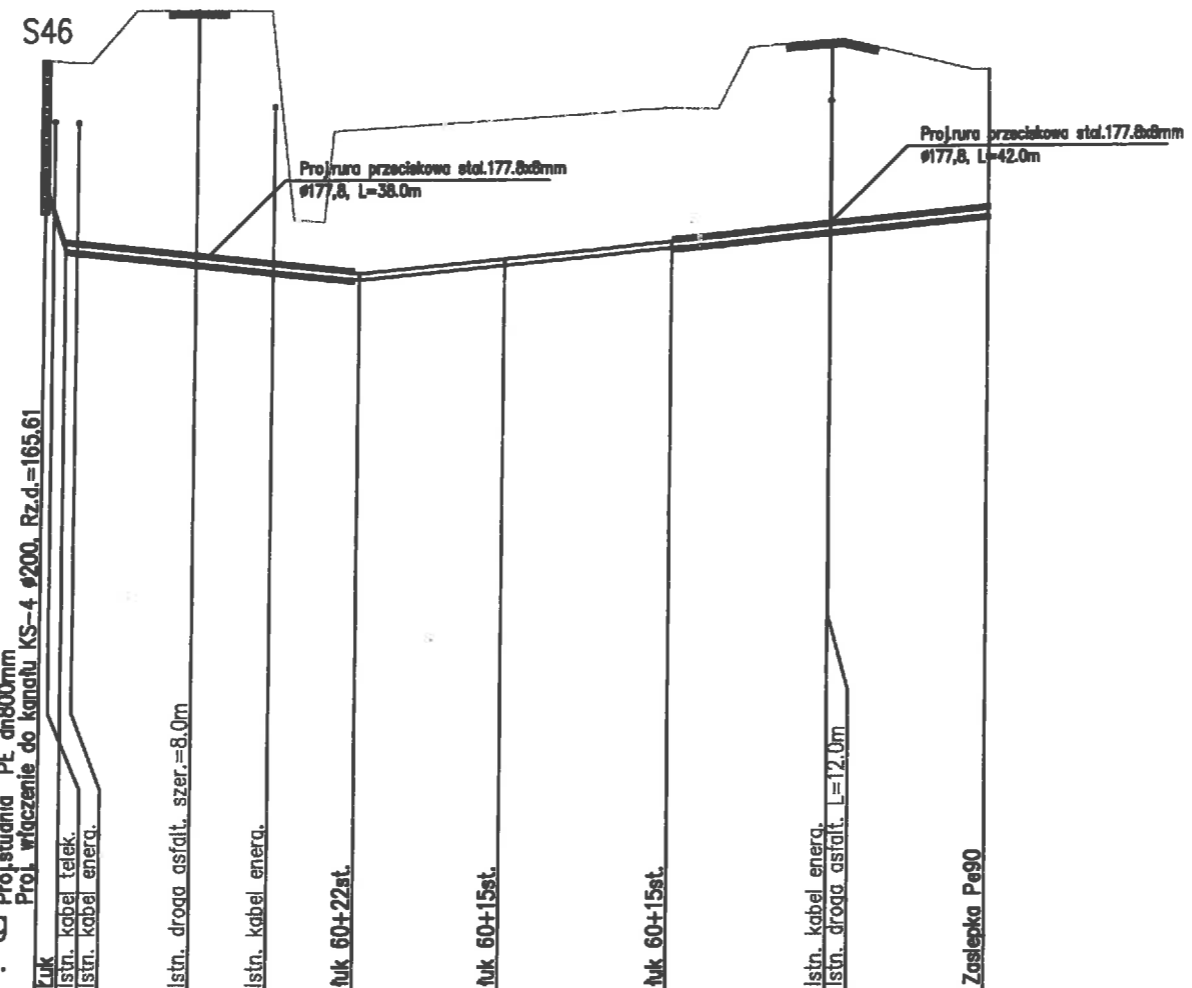 S46
Proj.rura przeciskowa stal.177.8x8mm
ø177,8, L=38.0m
Proj.rura przeciskowa stal.177.8x8mm
ø177,8, L=42.0m
Proj.studnia PE dn800mm
Proj. włączenie do kanału KS-4 ø200, Rz.d.=165.61
Łuk
Istn. kabel telek.
Istn. kabel energ.
Istn. droga asfalt. szer.=8.0m
Istn. kabel energ.
Łuk 60+22st.
Łuk 60+15st.
Łuk 60+15st.
Istn. kabel energ.
Istn. droga asfalt. L=12.0m
Zaslepka Pe90